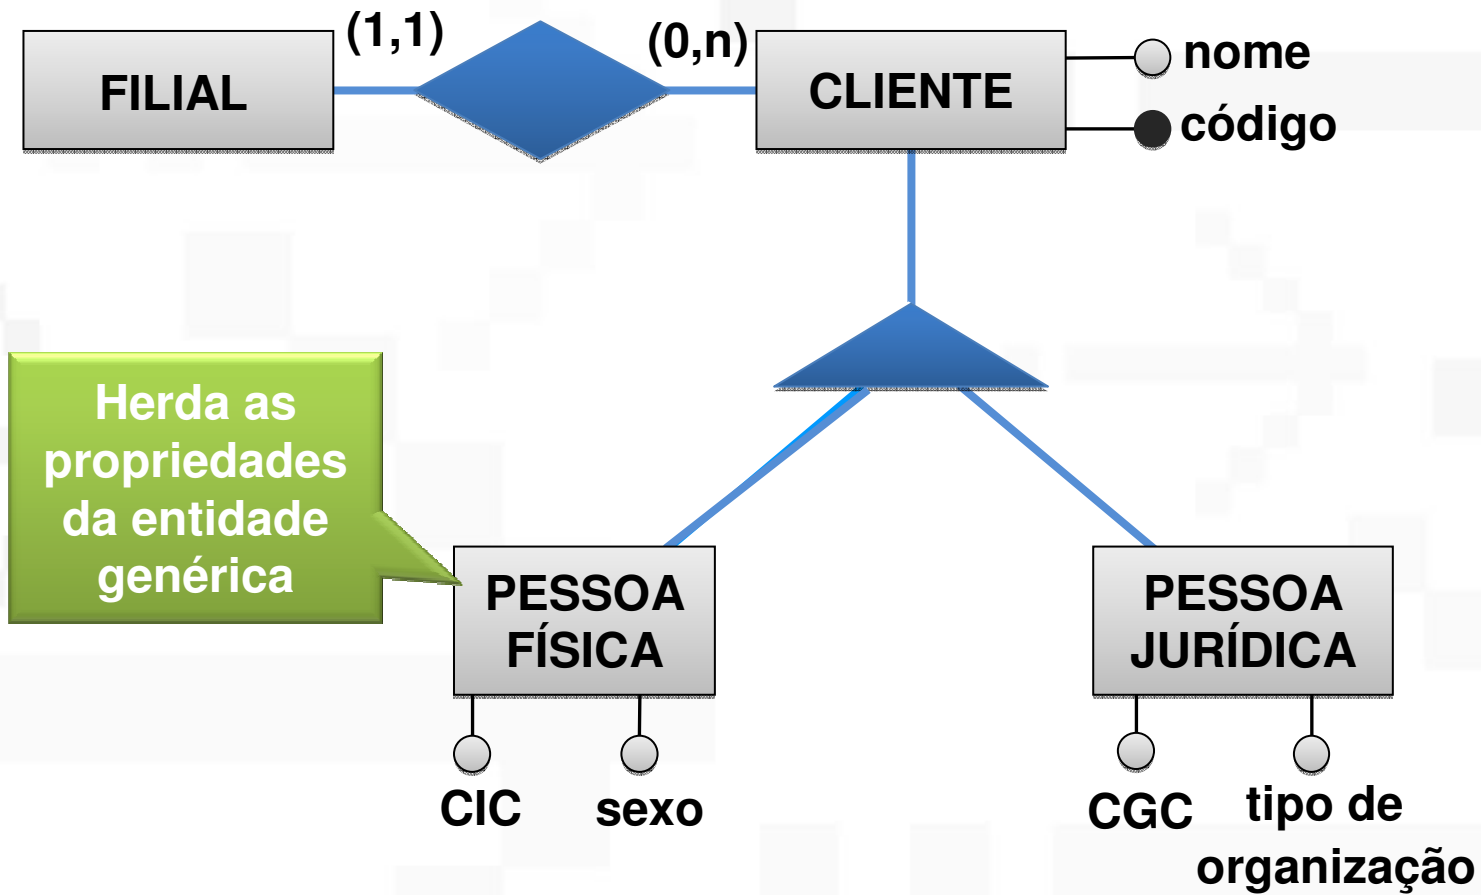 FILIAL
(1,1)
(0,n)
CLIENTE
nome
código
Herda as
propriedades
da entidade
genérica
PESSOA
FÍSICA
PESSOA
JURÍDICA
CIC
sexo
CGC
tipo de
organização